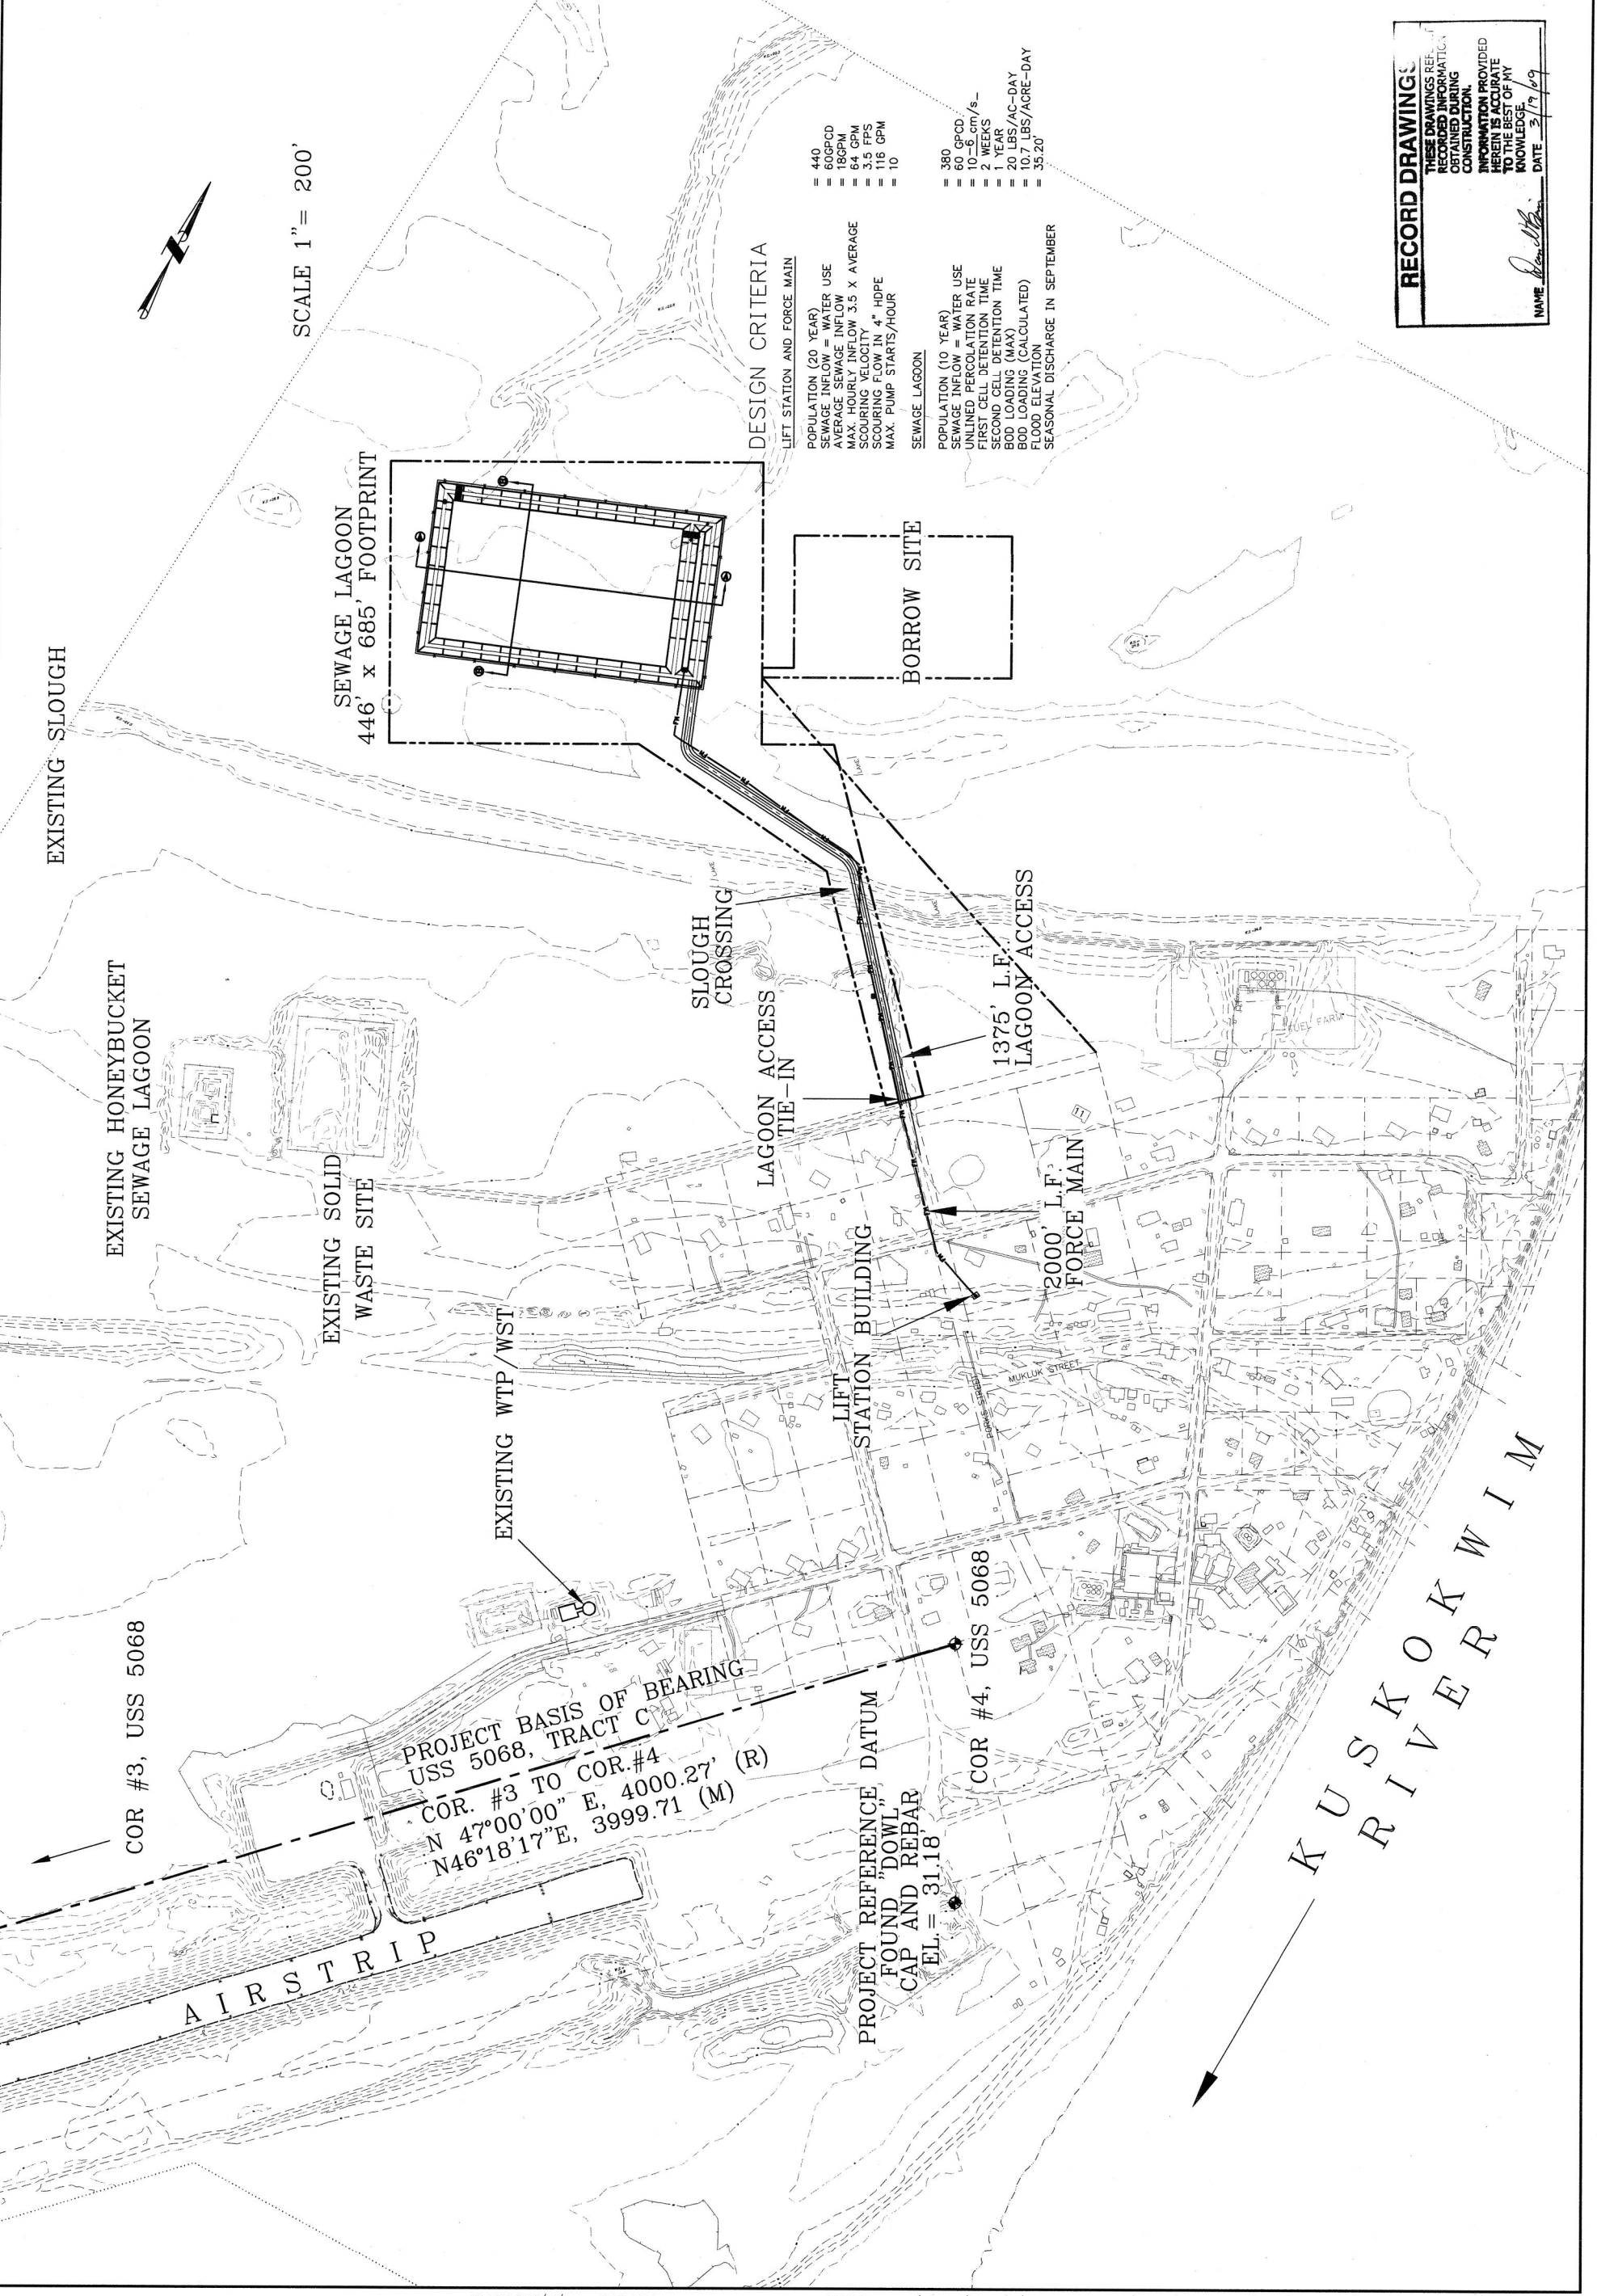 EXISTING SLOUGH
SCALE 1"= 200'
SEWAGE LAGOON
446' x 685' FOOTPRINT
EXISTING HONEYBUCKET
SEWAGE LAGOON
EXISTING SOLID
WASTE SITE
EXISTING WTP/WST
COR #3, USS 5068
PROJECT BASIS OF BEARING
USS 5068, TRACT C
COR. #3 TO COR.#4
N 47°00'00" E, 4000.27' (R)
N46°18'17"E, 3999.71 (M)
AIRSTRIP
SLOUGH
CROSSING
LAGOON ACCESS
TIE-IN
LIFT
STATION BUILDING
1375' L.F.
LAGOON ACCESS
2000' L.F.
FORCE MAIN
BORROW SITE
LAKE
LAKE
LAKE
FUEL FARM
MUKLUK STREET
COR #4, USS 5068
PROJECT REFERENCE DATUM
FOUND "DOWL"
CAP AND REBAR
EL.= 31.18'
KUSKOKWIM
RIVER
DESIGN CRITERIA
LIFT STATION AND FORCE MAIN
POPULATION (20 YEAR) = 440
SEWAGE INFLOW = WATER USE = 60GPCD
AVERAGE SEWAGE INFLOW = 18GPM
MAX. HOURLY INFLOW 3.5 X AVERAGE = 64 GPM
SCOURING VELOCITY = 3.5 FPS
SCOURING FLOW IN 4" HDPE = 116 GPM
MAX. PUMP STARTS/HOUR = 10
SEWAGE LAGOON
POPULATION (10 YEAR) = 380
SEWAGE INFLOW = WATER USE = 60 GPCD
UNLINED PERCOLATION RATE = 10-6 cm/s
FIRST CELL DETENTION TIME = 2 WEEKS
SECOND CELL DETENTION TIME = 1 YEAR
BOD LOADING (MAX) = 20 LBS/AC-DAY
BOD LOADING (CALCULATED) = 10.7 LBS/ACRE-DAY
FLOOD ELEVATION = 35.20'
SEASONAL DISCHARGE IN SEPTEMBER
RECORD DRAWINGS
THESE DRAWINGS REFLECT
RECORDED INFORMATION
OBTAINED DURING
CONSTRUCTION.
INFORMATION PROVIDED
HEREIN IS ACCURATE
TO THE BEST OF MY
KNOWLEDGE.
NAME DATE 3/19/09